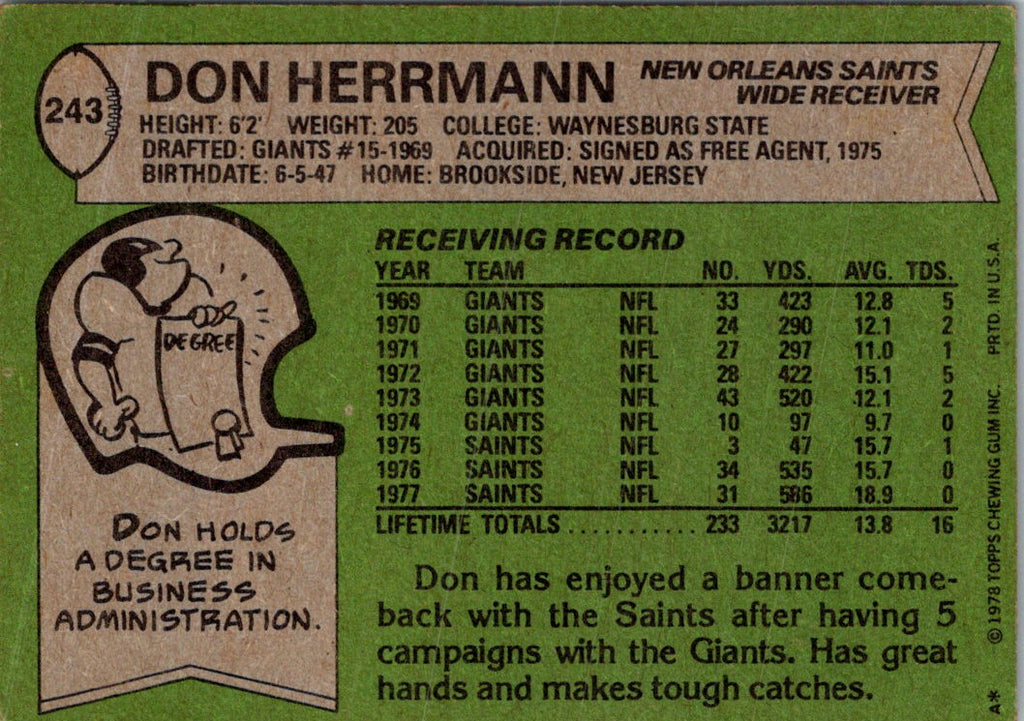 243
DON HERRMANN
NEW ORLEANS SAINTS
WIDE RECEIVER
HEIGHT: 6'2' WEIGHT: 205 COLLEGE: WAYNESBURG STATE
DRAFTED: GIANTS #15-1969 ACQUIRED: SIGNED AS FREE AGENT, 1975
BIRTHDATE: 6-5-47 HOME: BROOKSIDE, NEW JERSEY
DEGREE
DON HOLDS
A DEGREE IN
BUSINESS
ADMINISTRATION.
RECEIVING RECORD
YEAR TEAM NO. YDS. AVG. TDS.
1969 GIANTS NFL 33 423 12.8 5
1970 GIANTS NFL 24 290 12.1 2
1971 GIANTS NFL 27 297 11.0 1
1972 GIANTS NFL 28 422 15.1 5
1973 GIANTS NFL 43 520 12.1 2
1974 GIANTS NFL 10 97 9.7 0
1975 SAINTS NFL 3 47 15.7 1
1976 SAINTS NFL 34 535 15.7 0
1977 SAINTS NFL 31 586 18.9 0
LIFETIME TOTALS........... 233 3217 13.8 16
Don has enjoyed a banner come-
back with the Saints after having 5
campaigns with the Giants. Has great
hands and makes tough catches.
A* © 1978 TOPPS CHEWING GUM INC. PRTD. IN U.S.A.